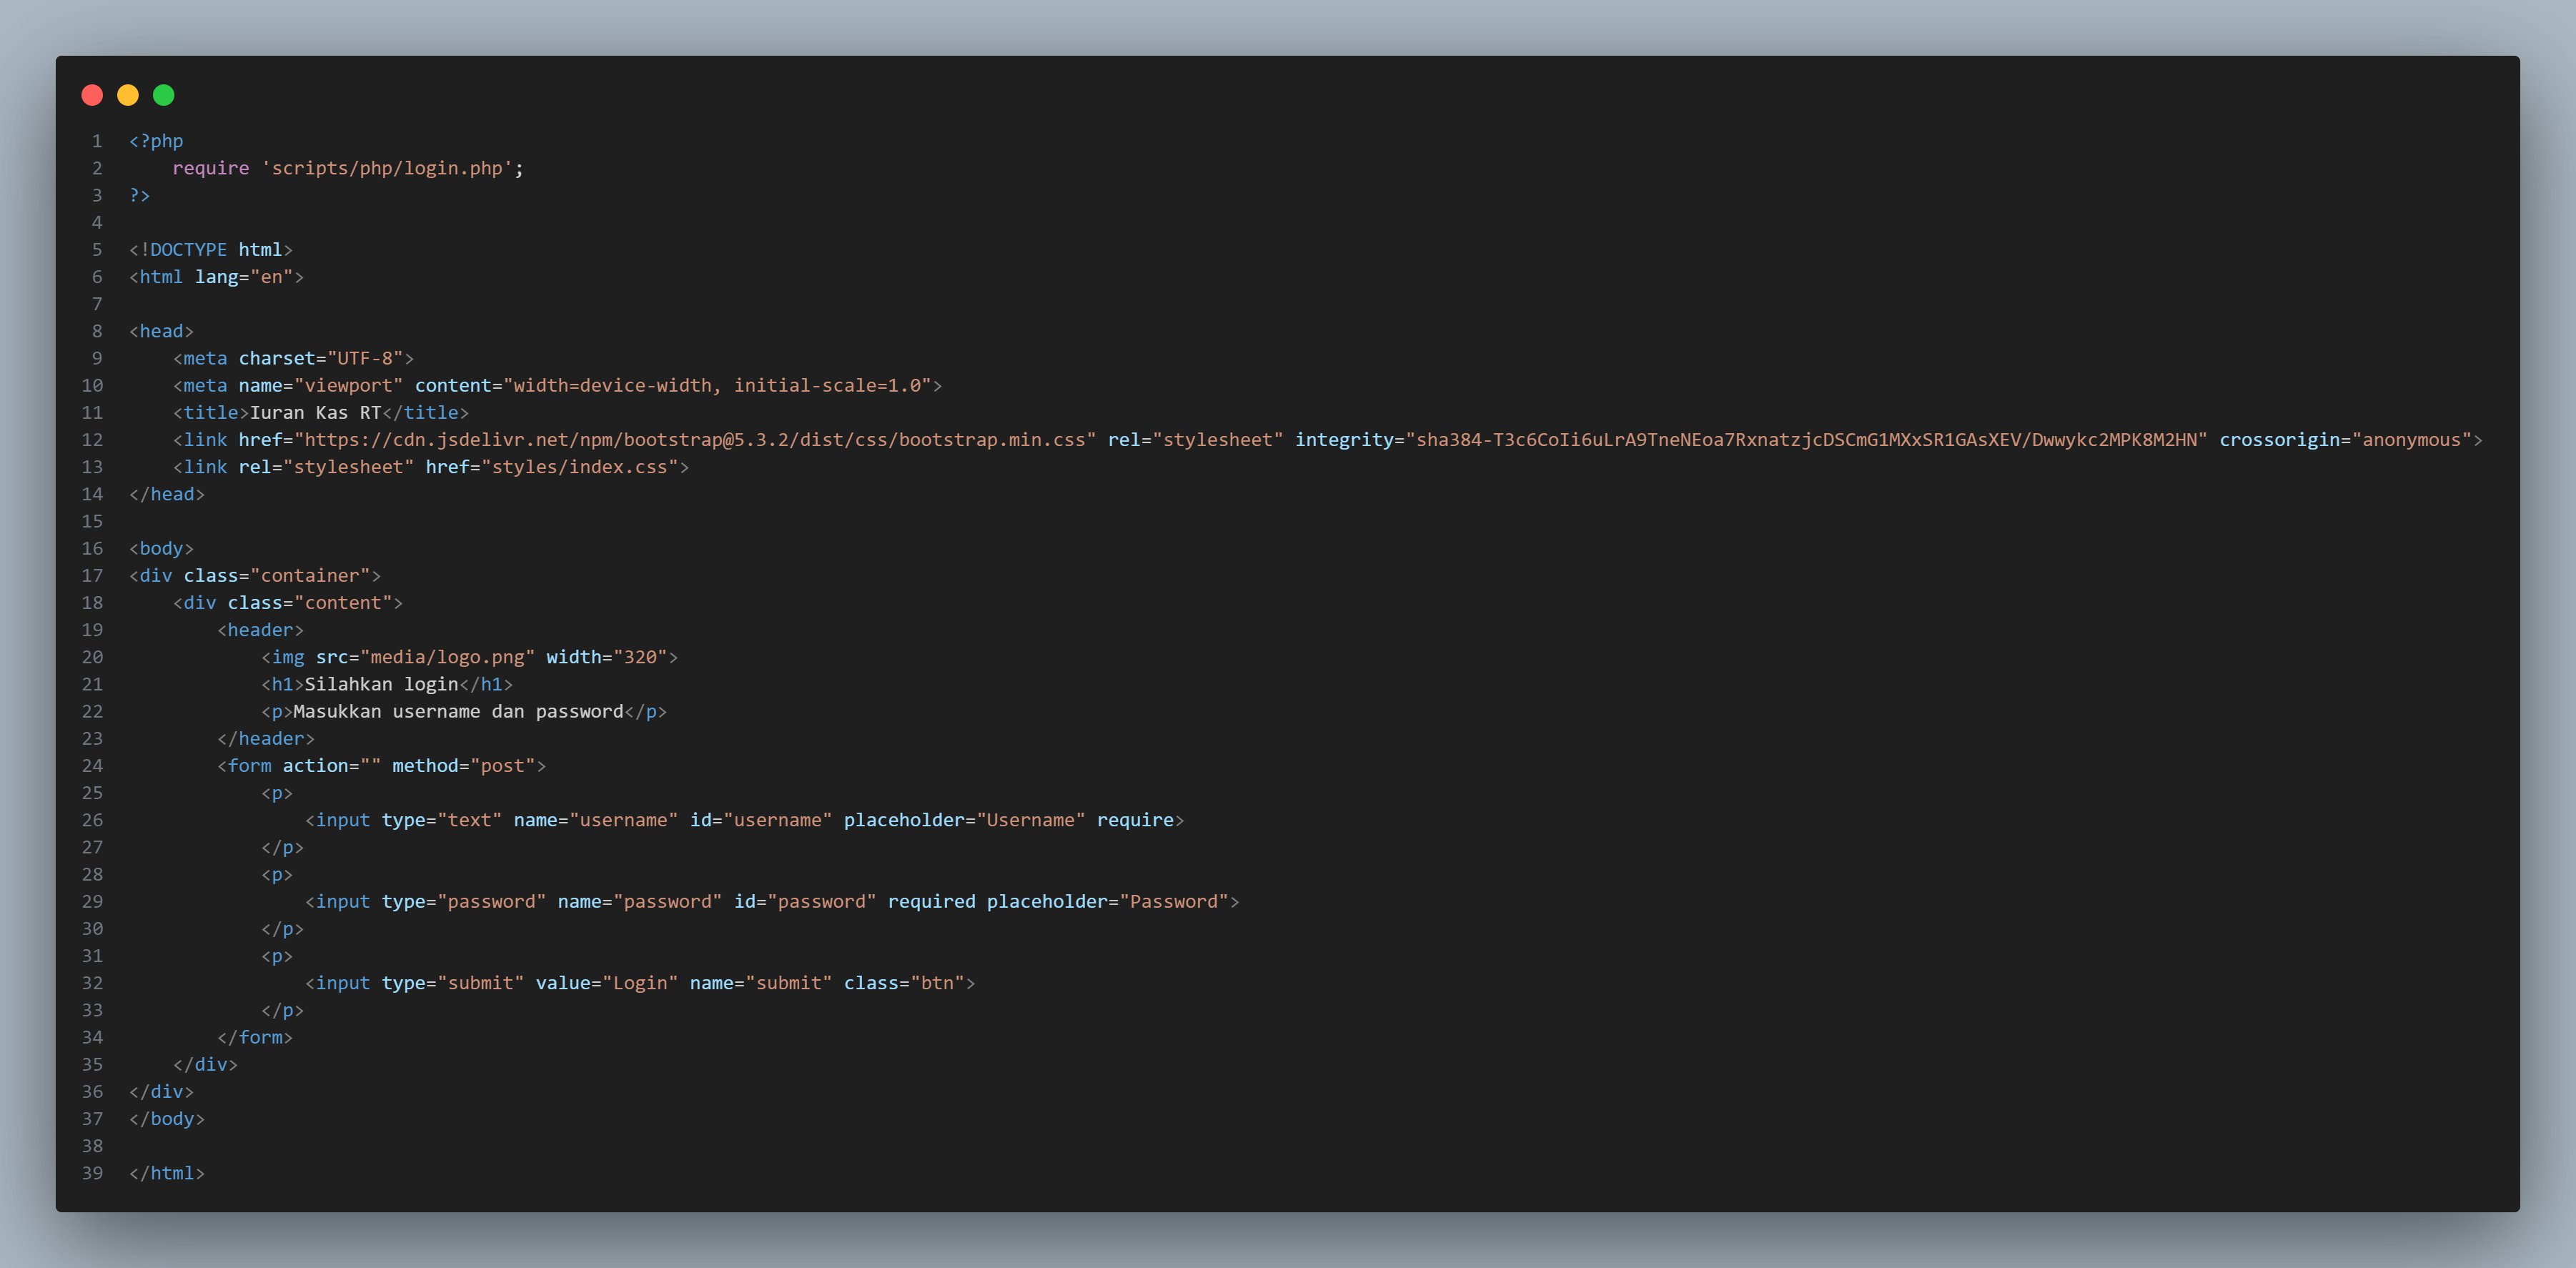 1 <?php
2     require 'scripts/php/login.php';
3 ?>
4
5 <!DOCTYPE html>
6 <html lang="en">
7
8 <head>
9     <meta charset="UTF-8">
10     <meta name="viewport" content="width=device-width, initial-scale=1.0">
11     <title>Iuran Kas RT</title>
12     <link href="https://cdn.jsdelivr.net/npm/bootstrap@5.3.2/dist/css/bootstrap.min.css" rel="stylesheet" integrity="sha384-T3c6CoIi6uLrA9TneNEoa7RxnatzjcDSCmG1MXxSR1GAsXEV/Dwwykc2MPK8M2HN" crossorigin="anonymous">
13     <link rel="stylesheet" href="styles/index.css">
14 </head>
15
16 <body>
17 <div class="container">
18     <div class="content">
19         <header>
20             <img src="media/logo.png" width="320">
21             <h1>Silahkan login</h1>
22             <p>Masukkan username dan password</p>
23         </header>
24         <form action="" method="post">
25             <p>
26                 <input type="text" name="username" id="username" placeholder="Username" require>
27             </p>
28             <p>
29                 <input type="password" name="password" id="password" required placeholder="Password">
30             </p>
31             <p>
32                 <input type="submit" value="Login" name="submit" class="btn">
33             </p>
34         </form>
35     </div>
36 </div>
37 </body>
38
39 </html>